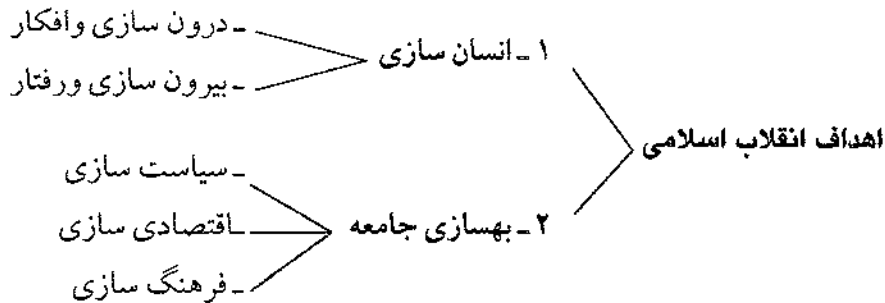 اهداف انقلاب اسلامی
۱ ـ انسان سازی
ـ درون سازی وافکار
ـ بیرون سازی ورفتار
۲ ـ بهسازی جامعه
ـ سیاست سازی
ـ اقتصادی سازی
ـ فرهنگ سازی